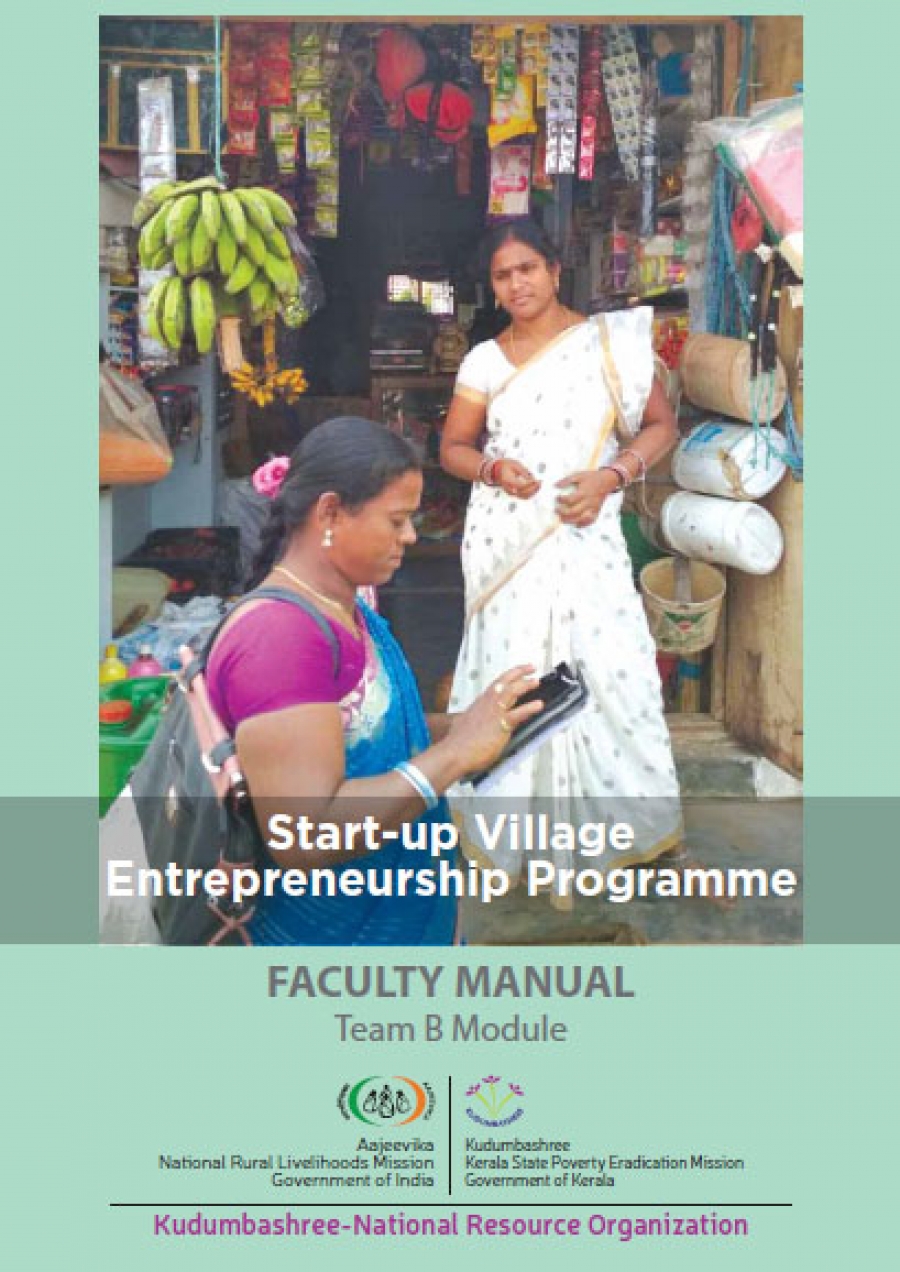 Start-up Village
Entrepreneurship Programme
FACULTY MANUAL
Team B Module
KUDUMBASHREE
Aajeevika
National Rural Livelihoods Mission
Government of India
Kudumbashree
Kerala State Poverty Eradication Mission
Government of Kerala
Kudumbashree-National Resource Organization